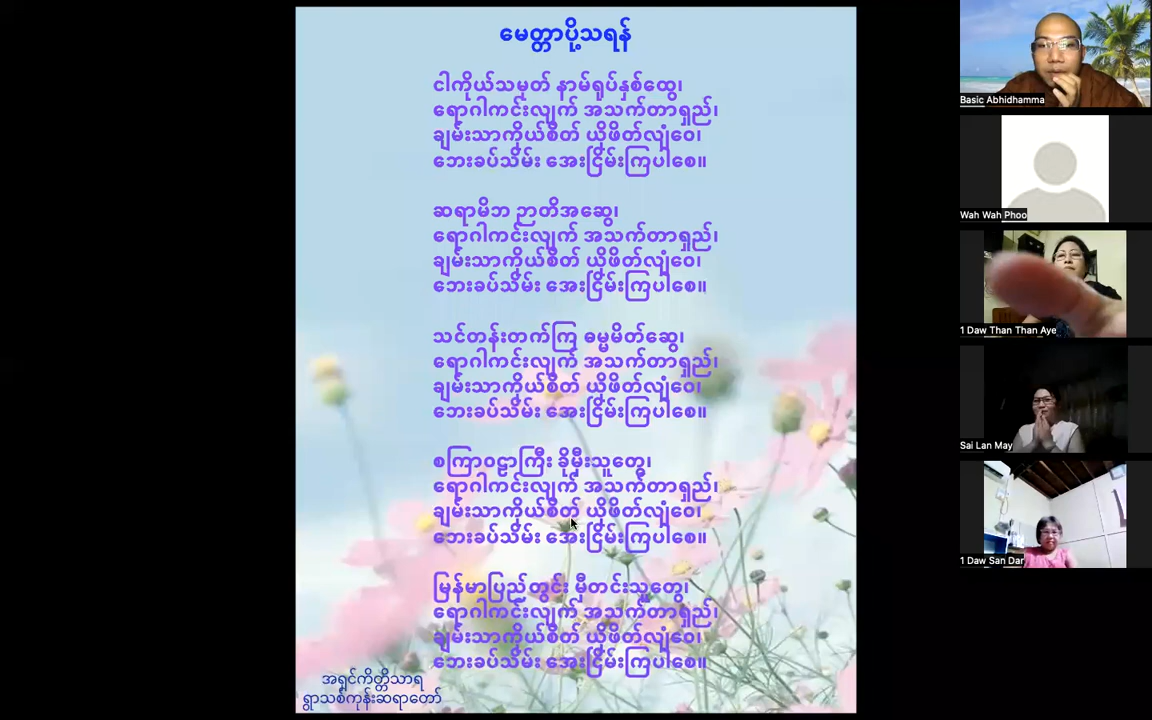 မေတ္တာပို့သရန်
ငါကိုယ်သမုတ် နာမ်ရုပ်နှစ်ထွေ၊
ရောဂါကင်းလျက် အသက်တာရှည်၊
ချမ်းသာကိုယ်စိတ် ယိုဖိတ်လျှံဝေ၊
ဘေးခပ်သိမ်း အေးငြိမ်းကြပါစေ။
ဆရာမိဘ ဉာတိအဆွေ၊
ရောဂါကင်းလျက် အသက်တာရှည်၊
ချမ်းသာကိုယ်စိတ် ယိုဖိတ်လျှံဝေ၊
ဘေးခပ်သိမ်း အေးငြိမ်းကြပါစေ။
သင်တန်းတက်ကြ ဓမ္မမိတ်ဆွေ၊
ရောဂါကင်းလျက် အသက်တာရှည်၊
ချမ်းသာကိုယ်စိတ် ယိုဖိတ်လျှံဝေ၊
ဘေးခပ်သိမ်း အေးငြိမ်းကြပါစေ။
စကြာဝဠာကြီး ခိုမှီးသူတွေ၊
ရောဂါကင်းလျက် အသက်တာရှည်၊
ချမ်းသာကိုယ်စိတ် ယိုဖိတ်လျှံဝေ၊
ဘေးခပ်သိမ်း အေးငြိမ်းကြပါစေ။
မြန်မာပြည်တွင်း မှီတင်းသူတွေ၊
ရောဂါကင်းလျက် အသက်တာရှည်၊
ချမ်းသာကိုယ်စိတ် ယိုဖိတ်လျှံဝေ၊
ဘေးခပ်သိမ်း အေးငြိမ်းကြပါစေ။
အရှင်ကိတ္တိသာရ
ရွာသစ်ကုန်းဆရာတော်
Basic Abhidhamma
Wah Wah Phoo
1 Daw Than Than Aye
Sai Lan May
1 Daw San Dar